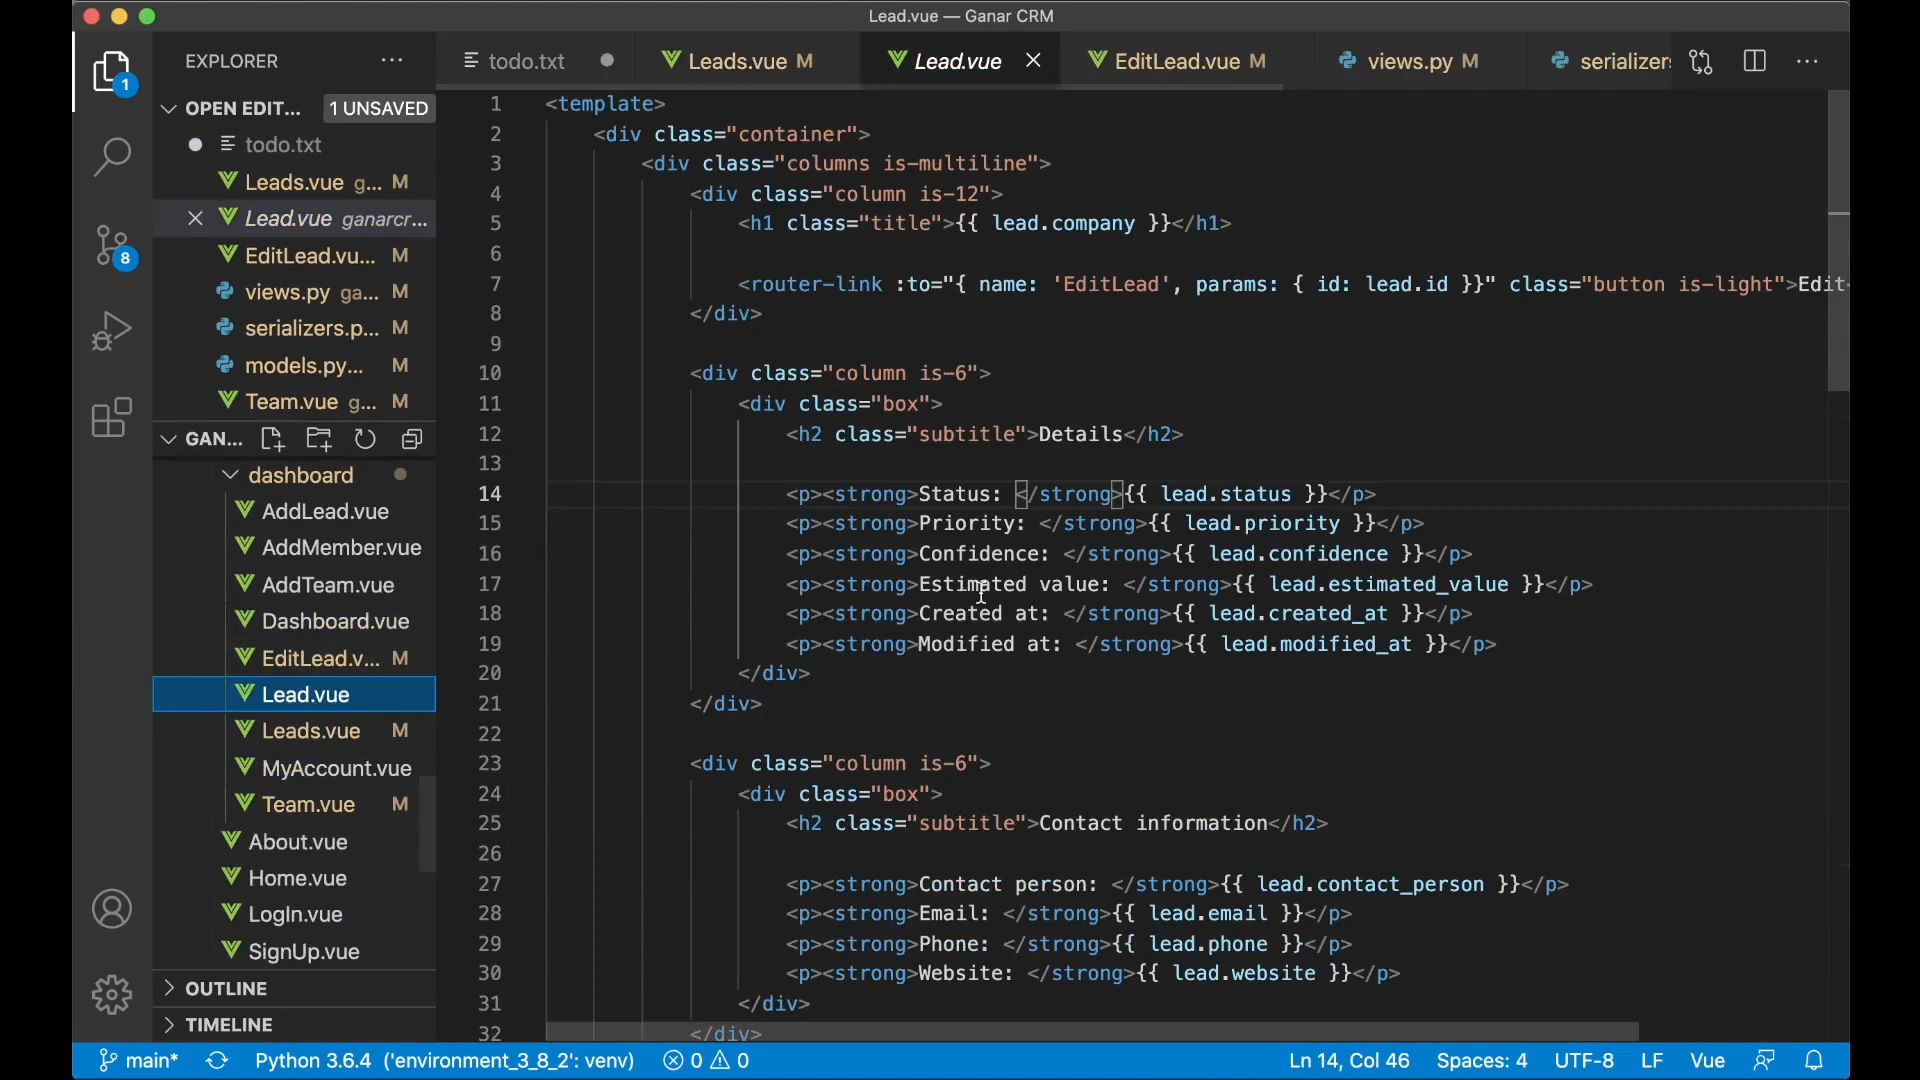 Lead.vue — Ganar CRM
EXPLORER
todo.txt
Leads.vue M
Lead.vue
EditLead.vue M
views.py M
serializer
OPEN EDIT... 1 UNSAVED
todo.txt
Leads.vue g... M
Lead.vue ganarcr...
EditLead.vu... M
views.py ga... M
serializers.p... M
models.py... M
Team.vue g... M
GAN...
dashboard
AddLead.vue
AddMember.vue
AddTeam.vue
Dashboard.vue
EditLead.v... M
Lead.vue
Leads.vue M
MyAccount.vue
Team.vue M
About.vue
Home.vue
LogIn.vue
SignUp.vue
OUTLINE
TIMELINE
1
8
1 <template>
2 <div class="container">
3 <div class="columns is-multiline">
4 <div class="column is-12">
5 <h1 class="title">{{ lead.company }}</h1>
6
7 <router-link :to="{ name: 'EditLead', params: { id: lead.id }}" class="button is-light">Edit
8 </div>
9
10 <div class="column is-6">
11 <div class="box">
12 <h2 class="subtitle">Details</h2>
13
14 <p><strong>Status: </strong>{{ lead.status }}</p>
15 <p><strong>Priority: </strong>{{ lead.priority }}</p>
16 <p><strong>Confidence: </strong>{{ lead.confidence }}</p>
17 <p><strong>Estimated value: </strong>{{ lead.estimated_value }}</p>
18 <p><strong>Created at: </strong>{{ lead.created_at }}</p>
19 <p><strong>Modified at: </strong>{{ lead.modified_at }}</p>
20 </div>
21 </div>
22
23 <div class="column is-6">
24 <div class="box">
25 <h2 class="subtitle">Contact information</h2>
26
27 <p><strong>Contact person: </strong>{{ lead.contact_person }}</p>
28 <p><strong>Email: </strong>{{ lead.email }}</p>
29 <p><strong>Phone: </strong>{{ lead.phone }}</p>
30 <p><strong>Website: </strong>{{ lead.website }}</p>
31 </div>
32 </div>
main* Python 3.6.4 ('environment_3_8_2': venv) 0 0 Ln 14, Col 46 Spaces: 4 UTF-8 LF Vue